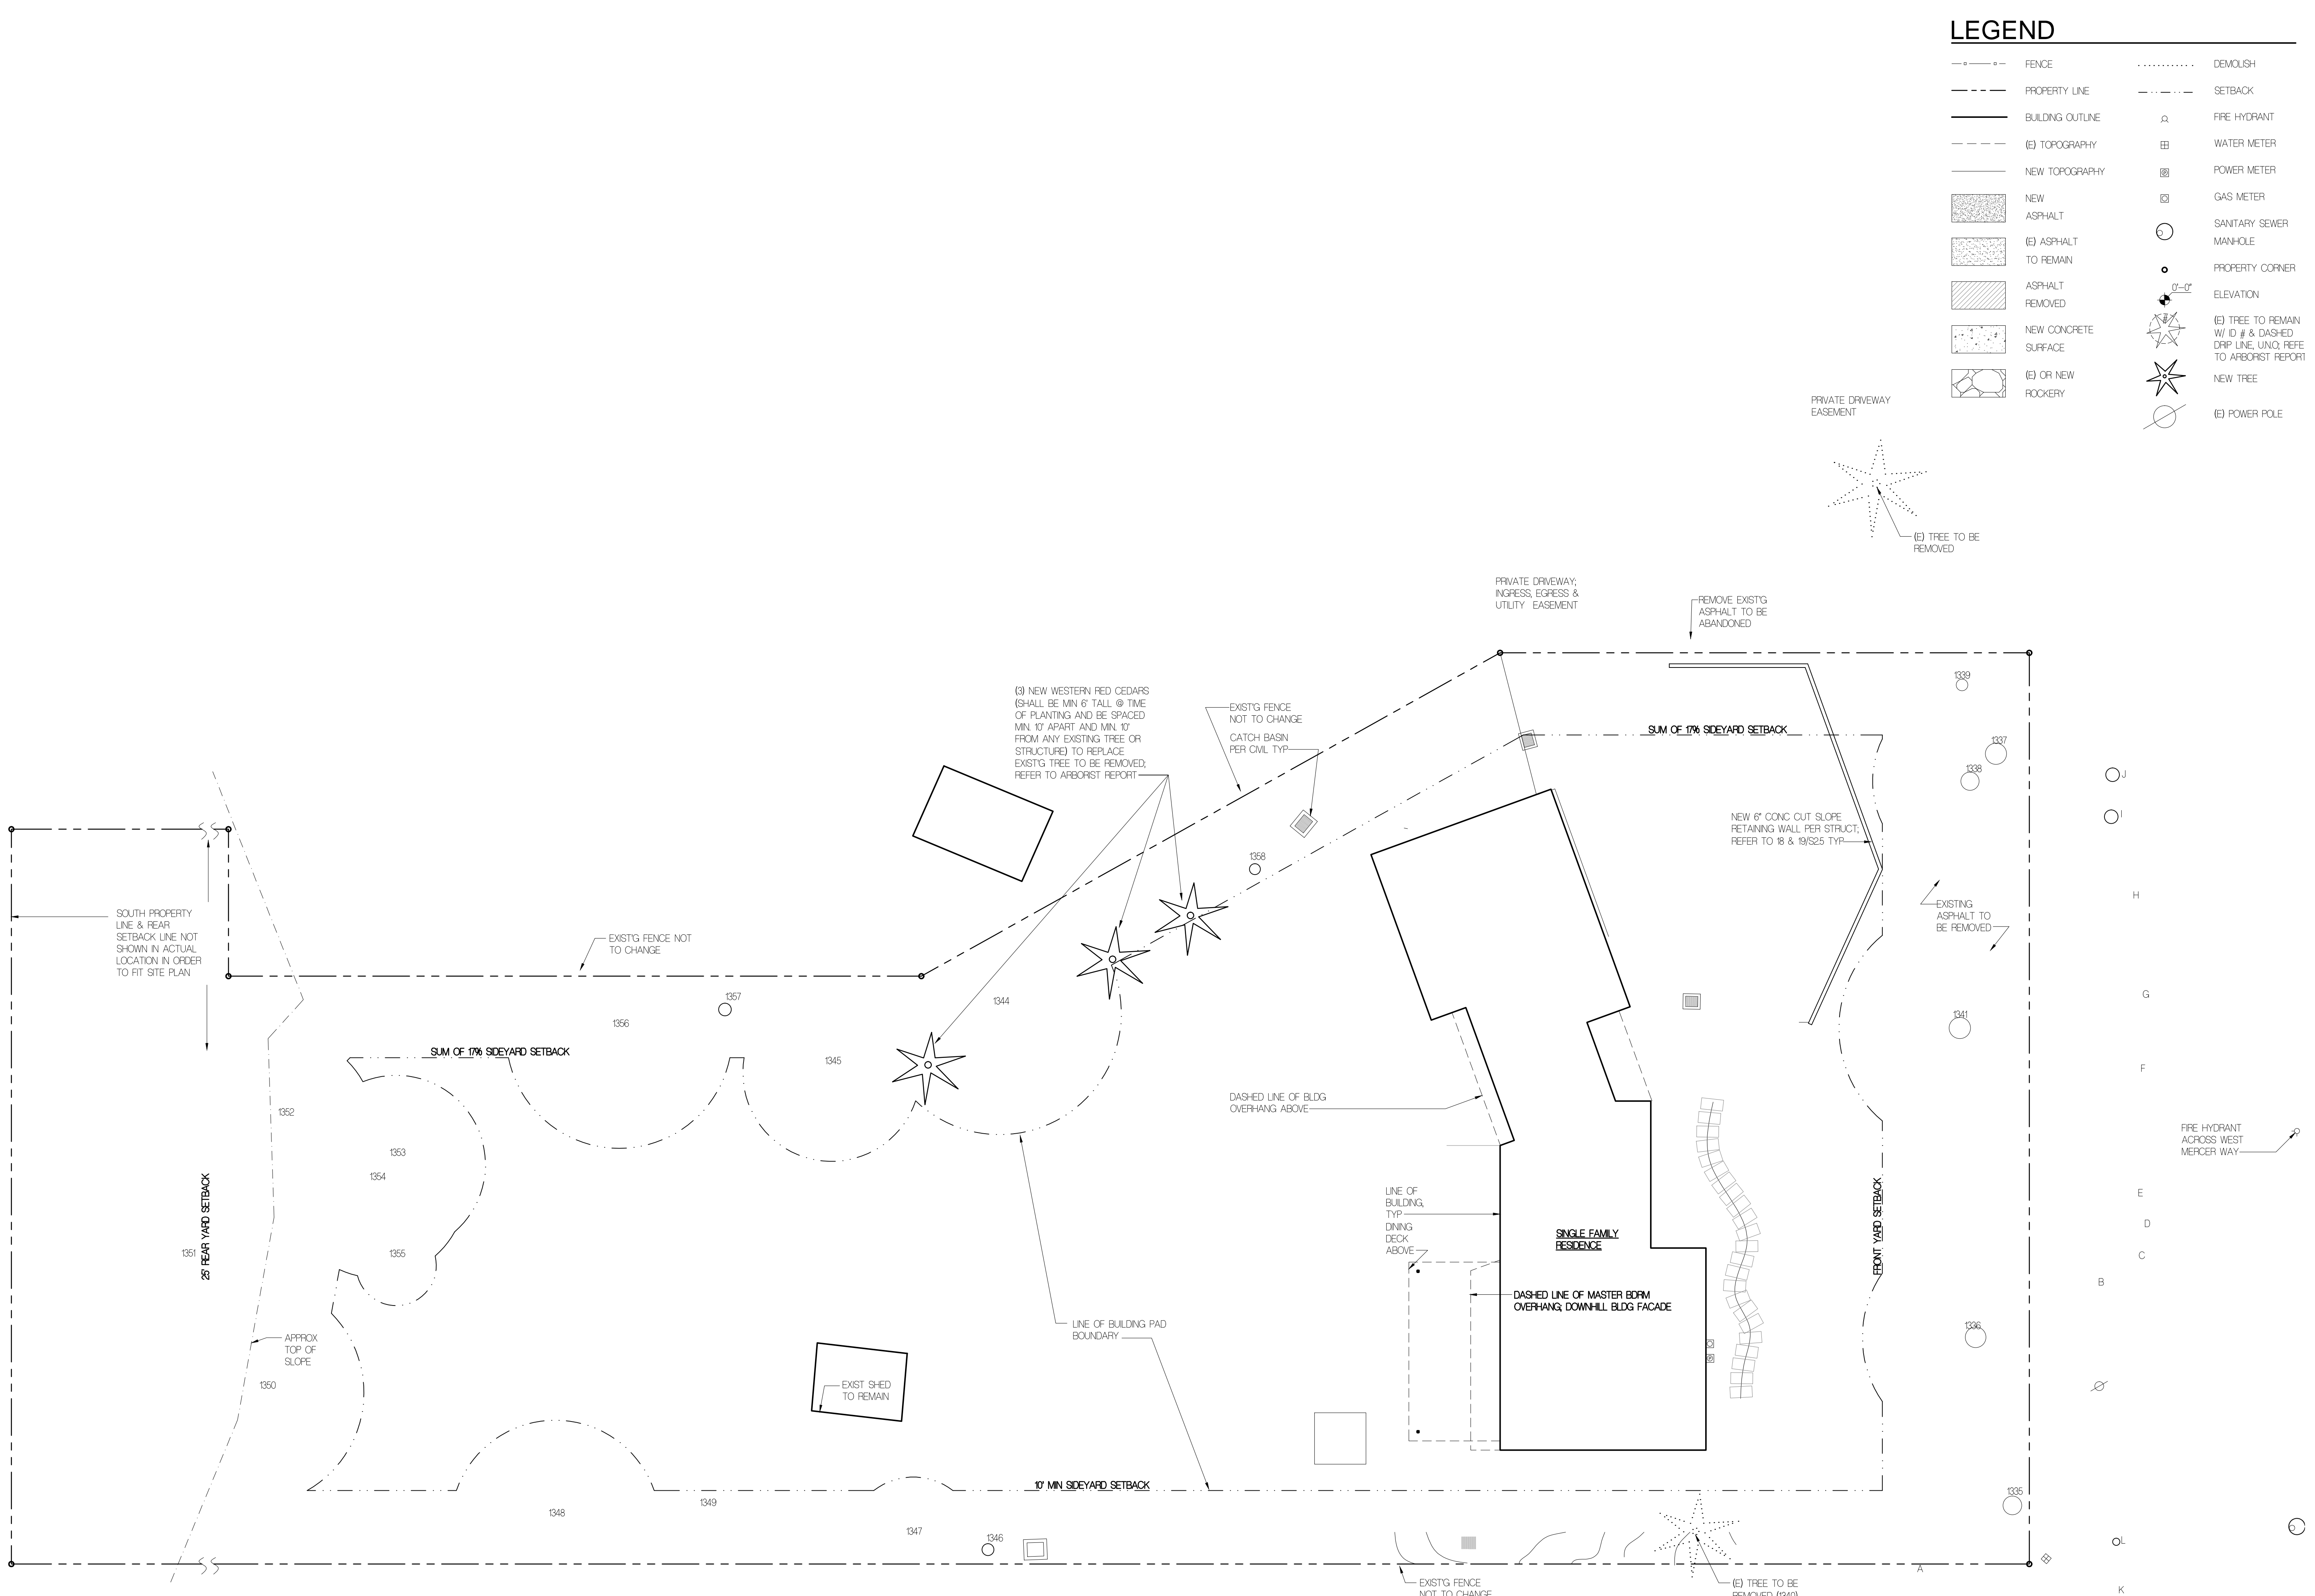 LEGEND
FENCE
PROPERTY LINE
BUILDING OUTLINE
(E) TOPOGRAPHY
NEW TOPOGRAPHY
NEW
ASPHALT
(E) ASPHALT
TO REMAIN
ASPHALT
REMOVED
NEW CONCRETE
SURFACE
(E) OR NEW
ROCKERY
DEMOLISH
SETBACK
FIRE HYDRANT
WATER METER
POWER METER
GAS METER
SANITARY SEWER
MANHOLE
PROPERTY CORNER
0'-0"
ELEVATION
#
(E) TREE TO REMAIN
W/ ID # & DASHED
DRIP LINE, U.N.O; REFE
TO ARBORIST REPORT
NEW TREE
(E) POWER POLE
PRIVATE DRIVEWAY
EASEMENT
(E) TREE TO BE
REMOVED
PRIVATE DRIVEWAY;
INGRESS, EGRESS &
UTILITY EASEMENT
REMOVE EXIST'G
ASPHALT TO BE
ABANDONED
(3) NEW WESTERN RED CEDARS
(SHALL BE MIN 6' TALL @ TIME
OF PLANTING AND BE SPACED
MIN. 10' APART AND MIN. 10'
FROM ANY EXISTING TREE OR
STRUCTURE) TO REPLACE
EXIST'G TREE TO BE REMOVED;
REFER TO ARBORIST REPORT
EXIST'G FENCE
NOT TO CHANGE
CATCH BASIN
PER CIVIL TYP
SUM OF 17% SIDEYARD SETBACK
1339
1337
1338
J
I
NEW 6" CONC CUT SLOPE
RETAINING WALL PER STRUCT;
REFER TO 18 & 19/S2.5 TYP
1358
H
SOUTH PROPERTY
LINE & REAR
SETBACK LINE NOT
SHOWN IN ACTUAL
LOCATION IN ORDER
TO FIT SITE PLAN
EXIST'G FENCE NOT
TO CHANGE
EXISTING
ASPHALT TO
BE REMOVED
1357
1356
1344
G
1341
SUM OF 17% SIDEYARD SETBACK
1345
F
1352
DASHED LINE OF BLDG
OVERHANG ABOVE
FIRE HYDRANT
ACROSS WEST
MERCER WAY
1353
1354
25' REAR YARD SETBACK
LINE OF
BUILDING,
TYP
DINING
DECK
ABOVE
SINGLE FAMILY
RESIDENCE
FRONT YARD SETBACK
E
D
C
B
1351
1355
DASHED LINE OF MASTER BDRM
OVERHANG; DOWNHILL BLDG FACADE
LINE OF BUILDING PAD
BOUNDARY
1336
APPROX
TOP OF
SLOPE
1350
EXIST SHED
TO REMAIN
10' MIN SIDEYARD SETBACK
1335
1349
1348
1347
1346
L
A
EXIST'G FENCE
NOT TO CHANGE
(E) TREE TO BE
REMOVED (1340)
K